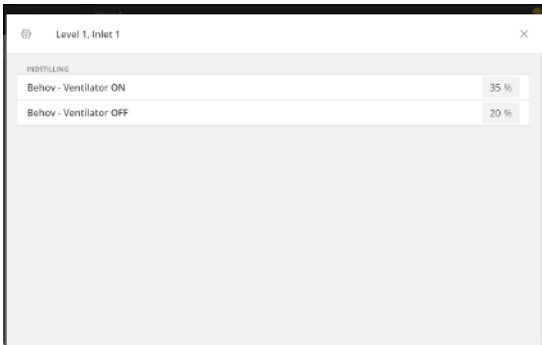 Level 1, Inlet 1
INDSTILLING
Behov - Ventilator ON
35 %
Behov - Ventilator OFF
20 %